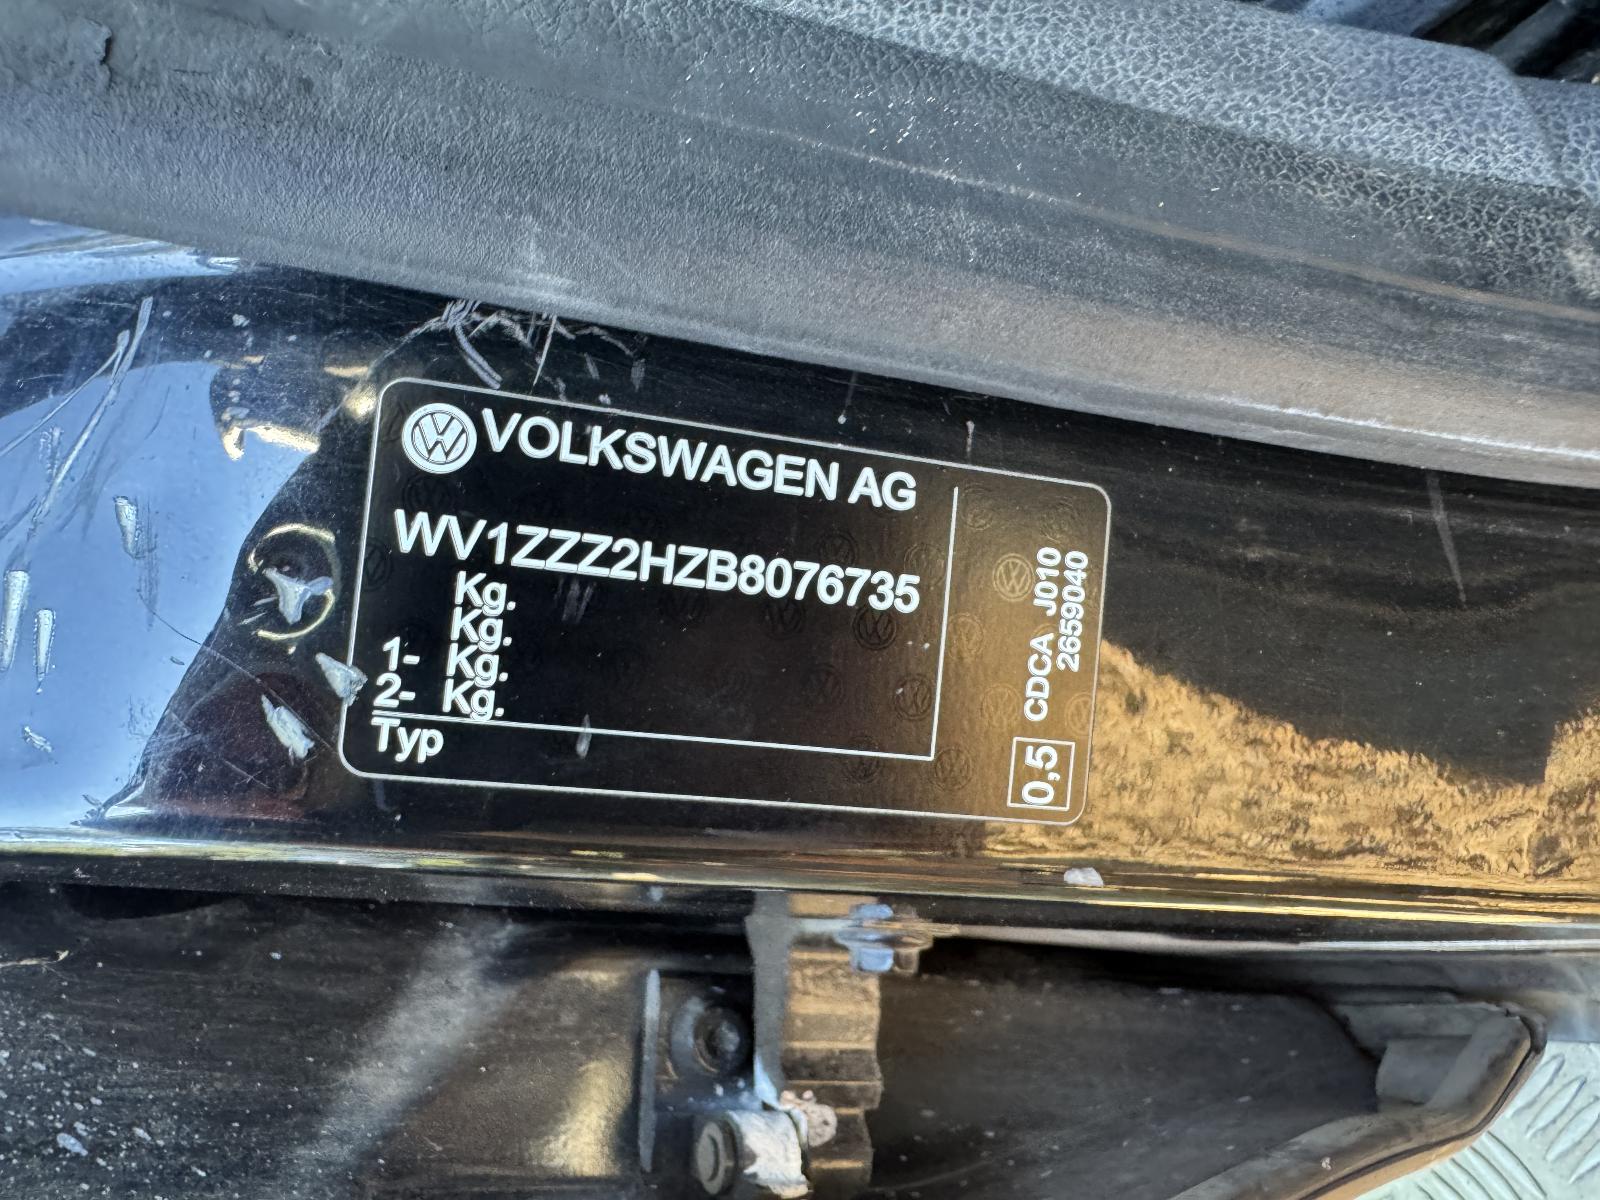 VOLKSWAGEN AG
WV1ZZZ2HZB8076735
Kg.
Kg.
1- Kg.
2- Kg.
Typ
0,5 CDCA J010
2659040